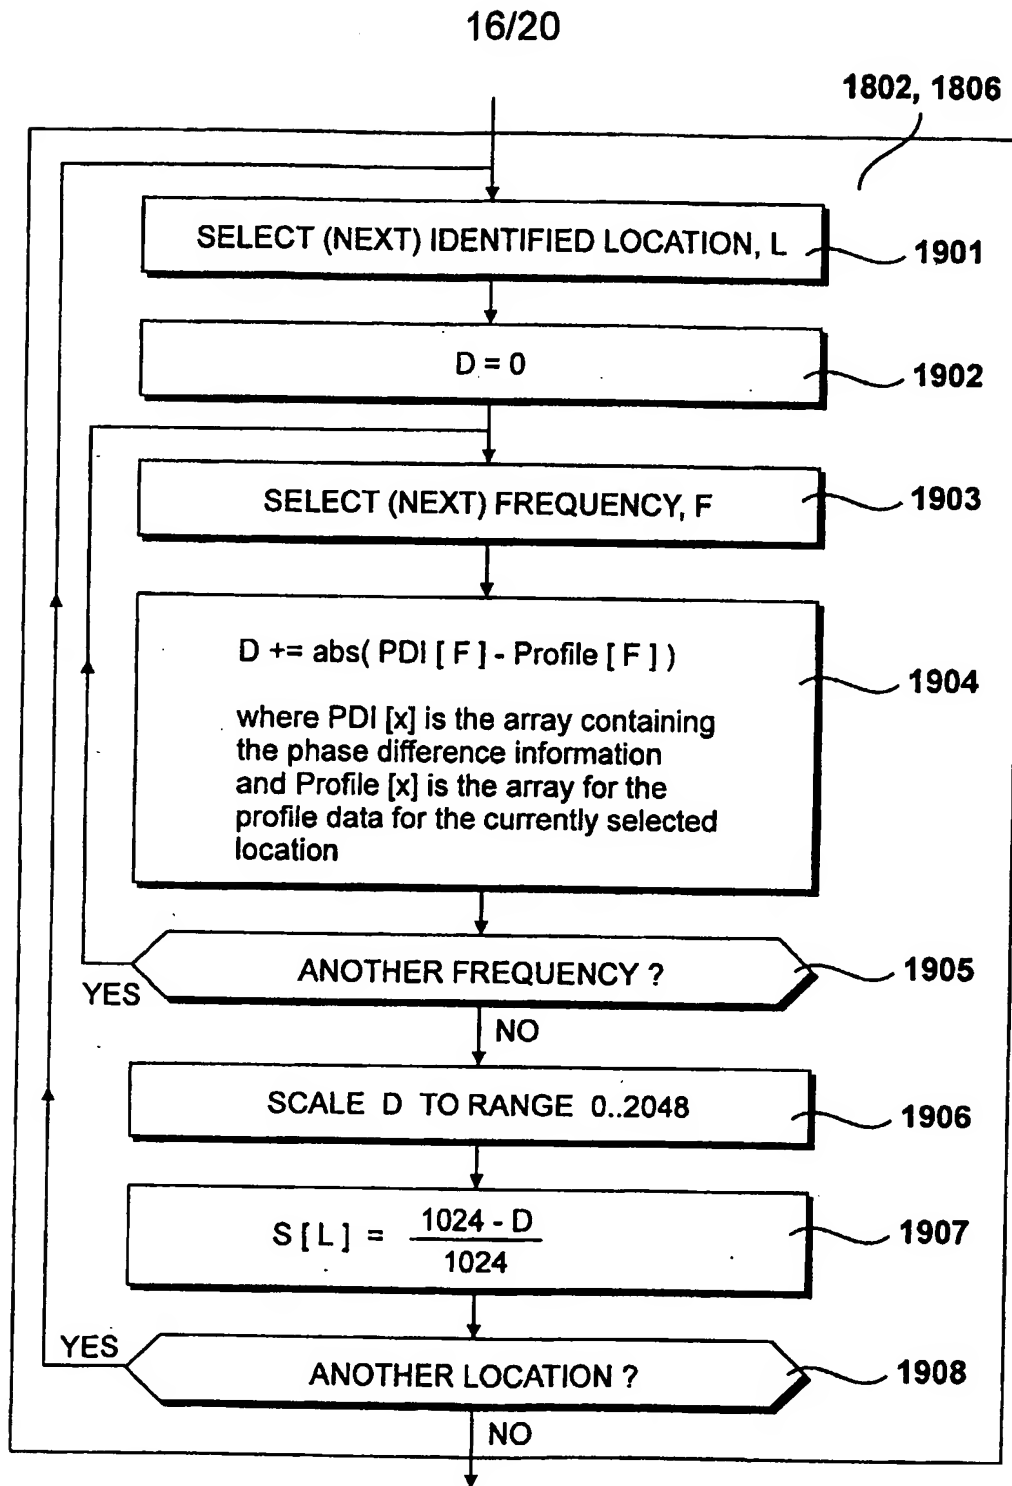 16/20
1802, 1806
SELECT (NEXT) IDENTIFIED LOCATION, L
1901
D = 0
1902
SELECT (NEXT) FREQUENCY, F
1903
D += abs( PDI [ F ] - Profile [ F ] )
where PDI [x] is the array containing
the phase difference information
and Profile [x] is the array for the
profile data for the currently selected
location
1904
ANOTHER FREQUENCY ?
1905
YES
NO
SCALE D TO RANGE 0..2048
1906
S [ L ] = 1024 - D
1024
1907
YES
ANOTHER LOCATION ?
1908
NO